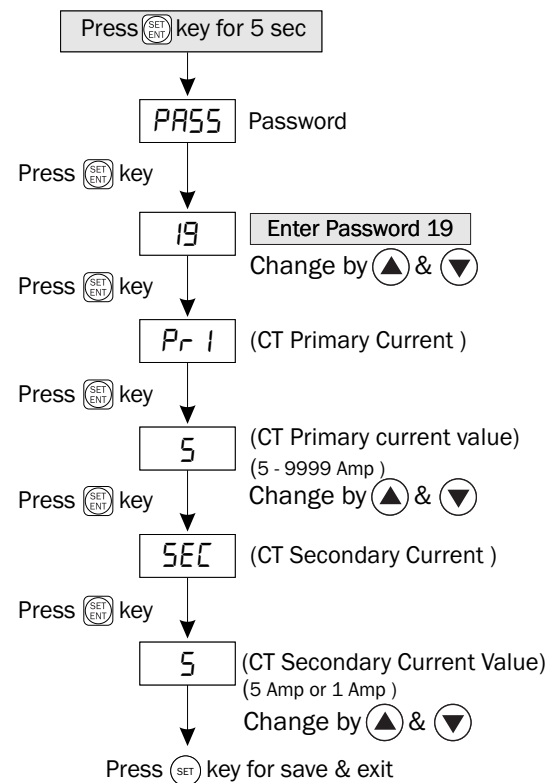 Press SET ENT key for 5 sec
PASS Password
Press SET ENT key
19 Enter Password 19
Change by & 
Press SET ENT key
Pr 1 (CT Primary Current )
Press SET ENT key
5 (CT Primary current value)
(5 - 9999 Amp )
Change by & 
Press SET ENT key
SEC (CT Secondary Current )
Press SET ENT key
5 (CT Secondary Current Value)
(5 Amp or 1 Amp )
Change by & 
Press SET key for save & exit